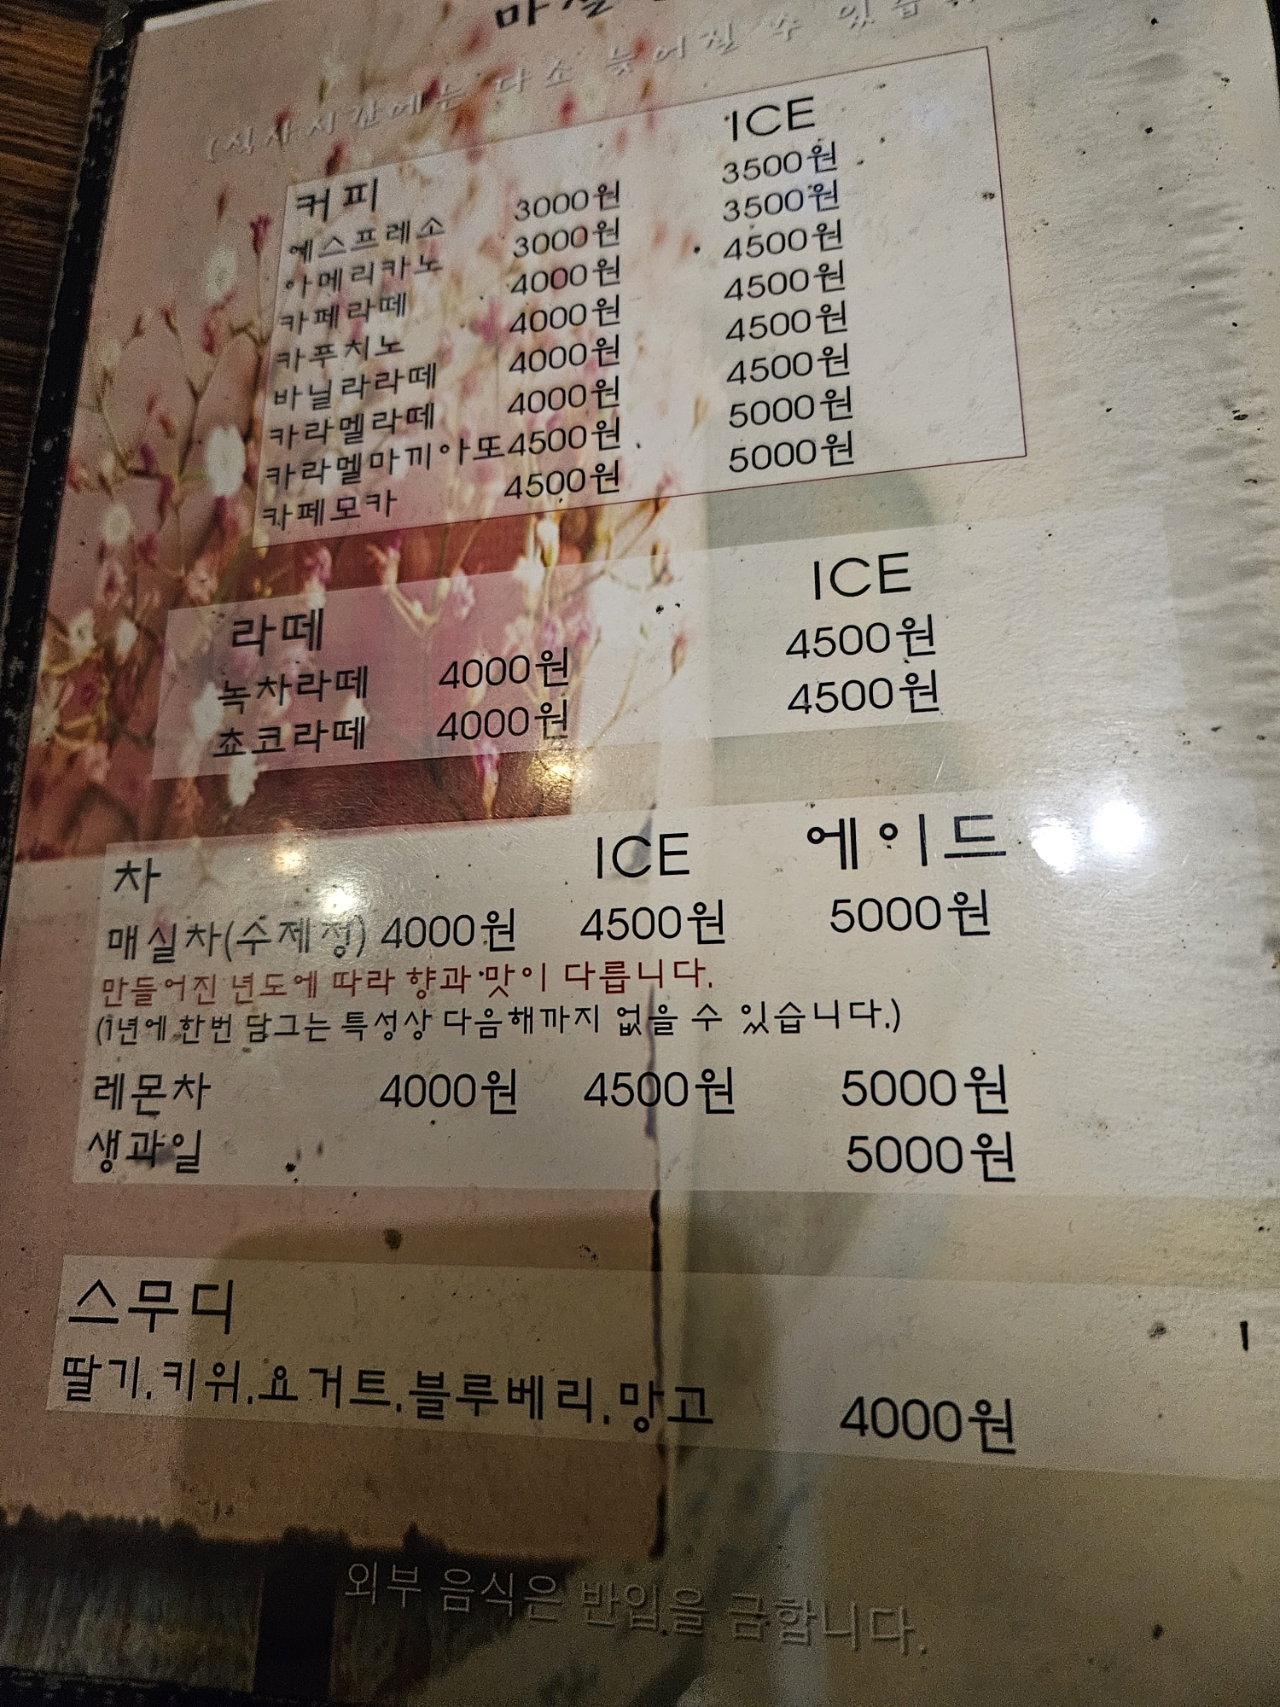 (식사시간에는 다소 늦어질 수 있습
커피 ICE
에스프레소 3000원 3500원
아메리카노 3000원 3500원
카페라떼 4000원 4500원
카푸치노 4000원 4500원
바닐라라떼 4000원 4500원
카라멜라떼 4000원 4500원
카라멜마끼아또 4500원 5000원
카페모카 4500원 5000원
라떼 ICE
녹차라떼 4000원 4500원
쵸코라떼 4000원 4500원
차 ICE 에이드
매실차(수제청) 4000원 4500원 5000원
만들어진 년도에 따라 향과 맛이 다릅니다.
(1년에 한번 담그는 특성상 다음해까지 없을 수 있습니다.)
레몬차 4000원 4500원 5000원
생과일 5000원
스무디
딸기.키위.요거트.블루베리.망고 4000원
외부 음식은 반입을 금합니다.